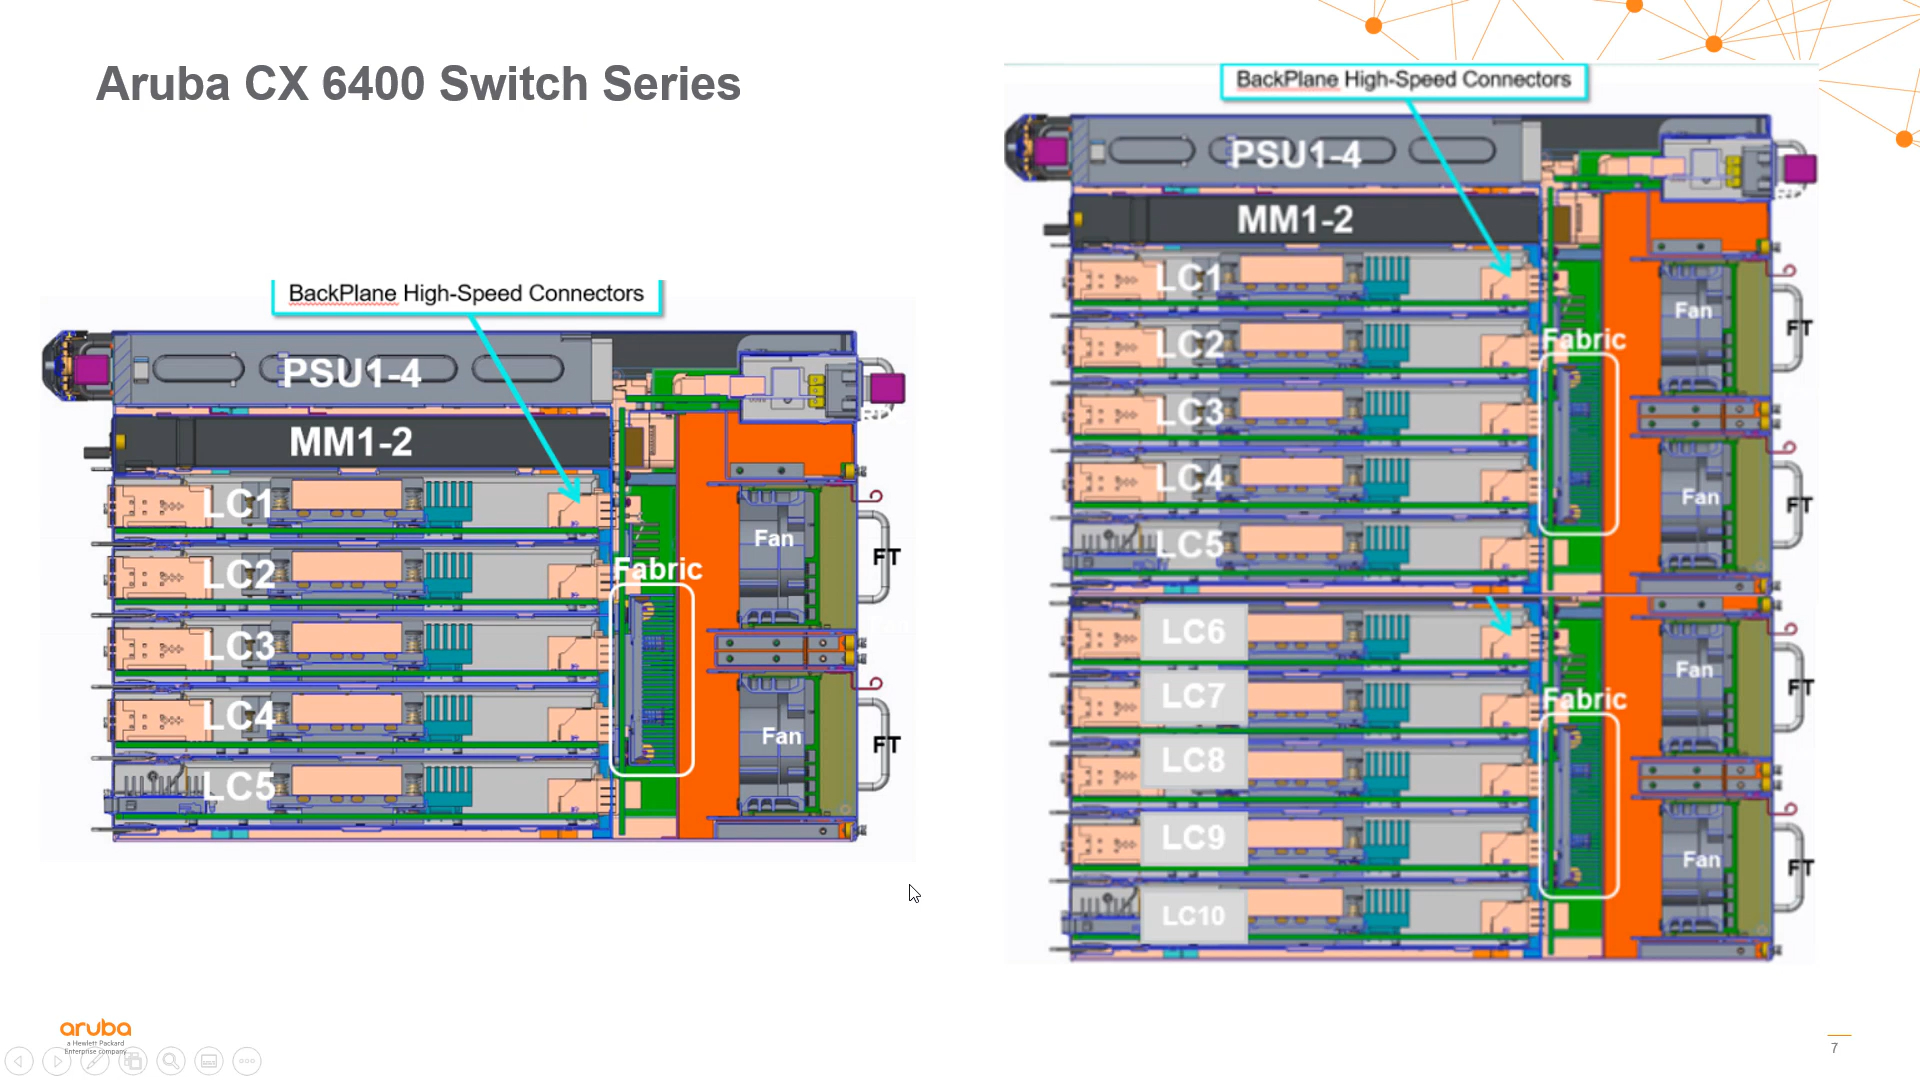 Aruba CX 6400 Switch Series
BackPlane High-Speed Connectors
PSU1-4
MM1-2
LC1
LC2
LC3
LC4
LC5
Fabric
Fan
FT
Fan
FT
BackPlane High-Speed Connectors
PSU1-4
MM1-2
LC1
LC2
LC3
LC4
LC5
LC6
LC7
LC8
LC9
LC10
Fabric
Fabric
Fan
FT
Fan
FT
Fan
FT
Fan
FT
aruba
a Hewlett Packard
Enterprise company
7